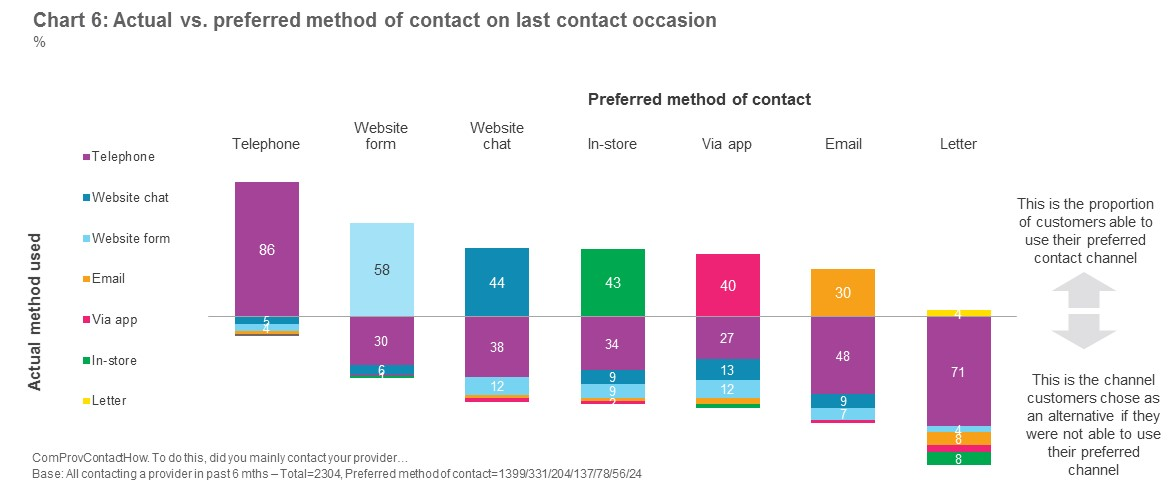 Chart 6: Actual vs. preferred method of contact on last contact occasion
%
Preferred method of contact
Telephone
Website
form
Website
chat
In-store
Via app
Email
Letter
Actual method used
Telephone
Website chat
Website form
Email
Via app
In-store
Letter
86
5
4
58
30
6
1
44
38
12
43
34
9
9
2
40
27
13
12
30
48
9
7
4
71
4
8
8
This is the proportion
of customers able to
use their preferred
contact channel
This is the channel
customers chose as
an alternative if they
were not able to use
their preferred
channel
ComProvContactHow. To do this, did you mainly contact your provider…
Base: All contacting a provider in past 6 mths – Total=2304, Preferred method of contact=1399/331/204/137/78/56/24